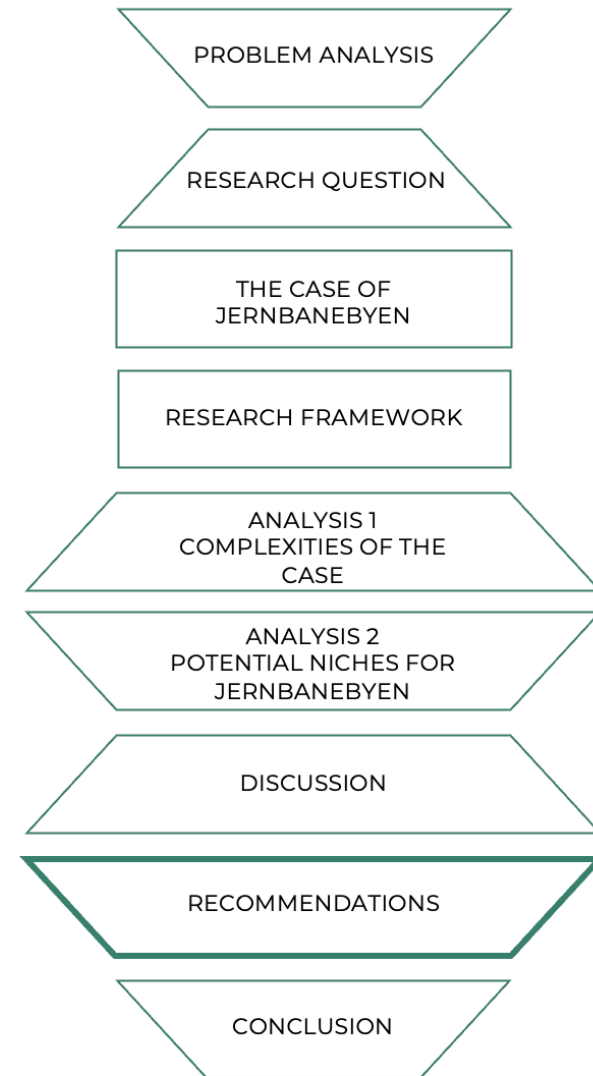 PROBLEM ANALYSIS
RESEARCH QUESTION
THE CASE OF
JERNBANEBYEN
RESEARCH FRAMEWORK
ANALYSIS 1
COMPLEXITIES OF THE
CASE
ANALYSIS 2
POTENTIAL NICHES FOR
JERNBANEBYEN
DISCUSSION
RECOMMENDATIONS
CONCLUSION